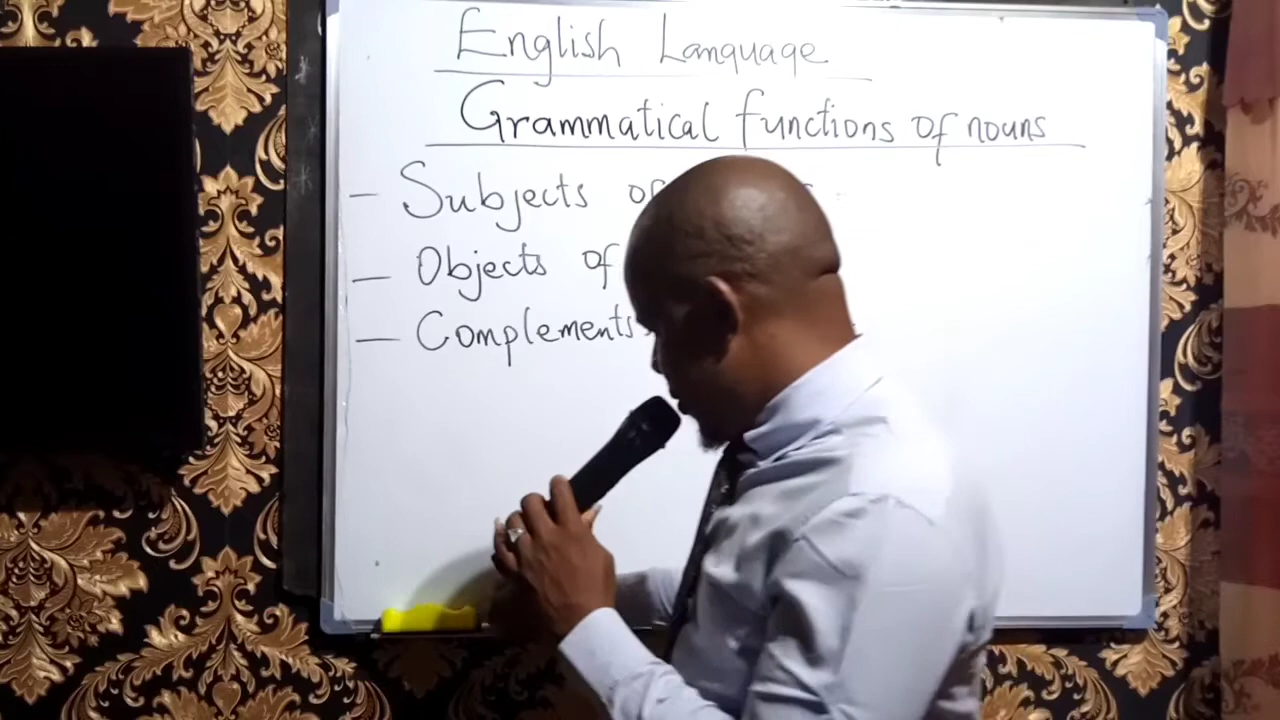 English Language
Grammatical functions of nouns
- Subjects of
- Objects of
- Complements